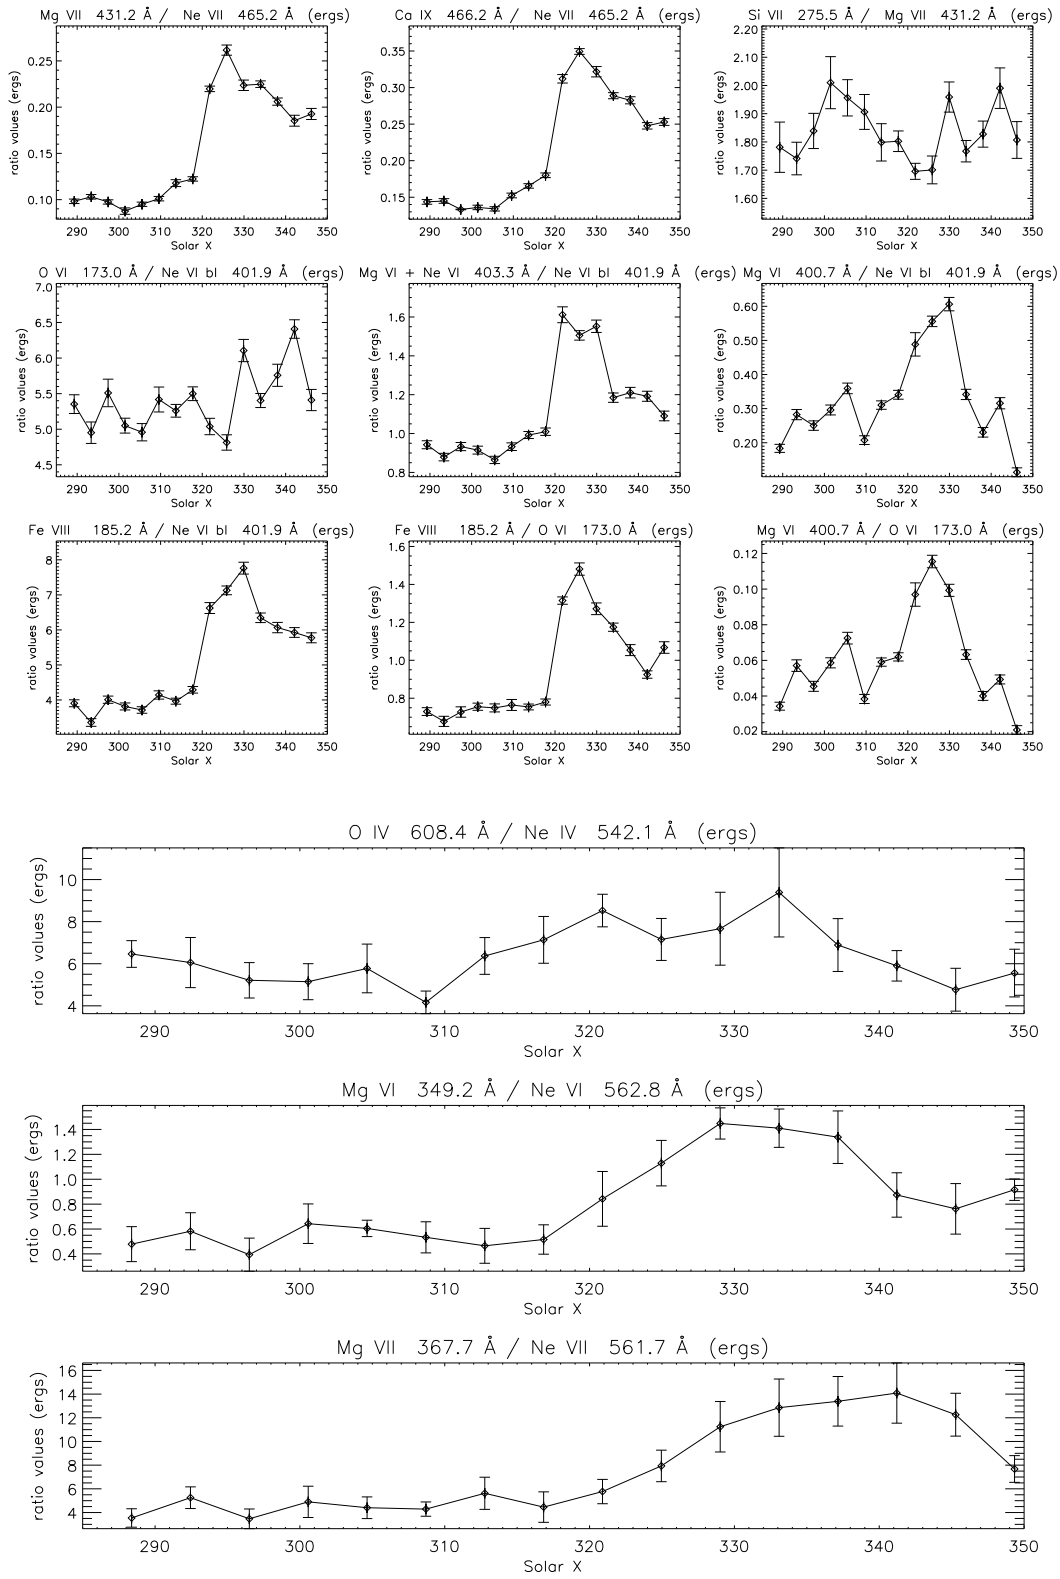 Mg VII 431.2 Å / Ne VII 465.2 Å (ergs)
ratio values (ergs)
0.25
0.20
0.15
0.10
290 300 310 320 330 340 350
Solar X
Ca IX 466.2 Å / Ne VII 465.2 Å (ergs)
ratio values (ergs)
0.35
0.30
0.25
0.20
0.15
290 300 310 320 330 340 350
Solar X
Si VII 275.5 Å / Mg VII 431.2 Å (ergs)
ratio values (ergs)
2.20
2.00
1.90
1.80
1.70
1.60
290 300 310 320 330 340 350
Solar X
O VI 173.0 Å / Ne VI bl 401.9 Å (ergs)
ratio values (ergs)
7.0
6.5
6.0
5.5
5.0
4.5
290 300 310 320 330 340 350
Solar X
Mg VI + Ne VI 403.3 Å / Ne VI bl 401.9 Å (ergs)
ratio values (ergs)
1.6
1.4
1.2
1.0
0.8
290 300 310 320 330 340 350
Solar X
Mg VI 400.7 Å / Ne VI bl 401.9 Å (ergs)
ratio values (ergs)
0.60
0.50
0.40
0.30
0.20
290 300 310 320 330 340 350
Solar X
Fe VIII 185.2 Å / Ne VI bl 401.9 Å (ergs)
ratio values (ergs)
8
7
6
5
4
290 300 310 320 330 340 350
Solar X
Fe VIII 185.2 Å / O VI 173.0 Å (ergs)
ratio values (ergs)
1.6
1.4
1.2
1.0
0.8
290 300 310 320 330 340 350
Solar X
Mg VI 400.7 Å / O VI 173.0 Å (ergs)
ratio values (ergs)
0.12
0.10
0.08
0.06
0.04
0.02
290 300 310 320 330 340 350
Solar X
O IV 608.4 Å / Ne IV 542.1 Å (ergs)
ratio values (ergs)
10
8
6
4
290 300 310 320 330 340 350
Solar X
Mg VI 349.2 Å / Ne VI 562.8 Å (ergs)
ratio values (ergs)
1.4
1.2
1.0
0.8
0.6
0.4
290 300 310 320 330 340 350
Solar X
Mg VII 367.7 Å / Ne VII 561.7 Å (ergs)
ratio values (ergs)
16
14
12
10
8
6
4
290 300 310 320 330 340 350
Solar X